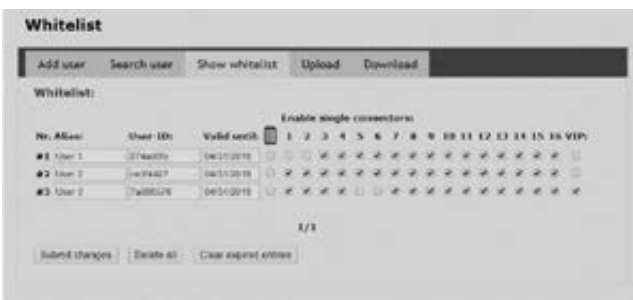 Whitelist
Add user Search user Show whitelist Upload Download
Whitelist:
Enable single connectors:
Nr. Alias: User-ID: Valid until: 1 2 3 4 5 6 7 8 9 10 11 12 13 14 15 16 VIP:
#1 User 1
#2 User 2
#3
1/1
Submit changes Delete all Clear expired entries